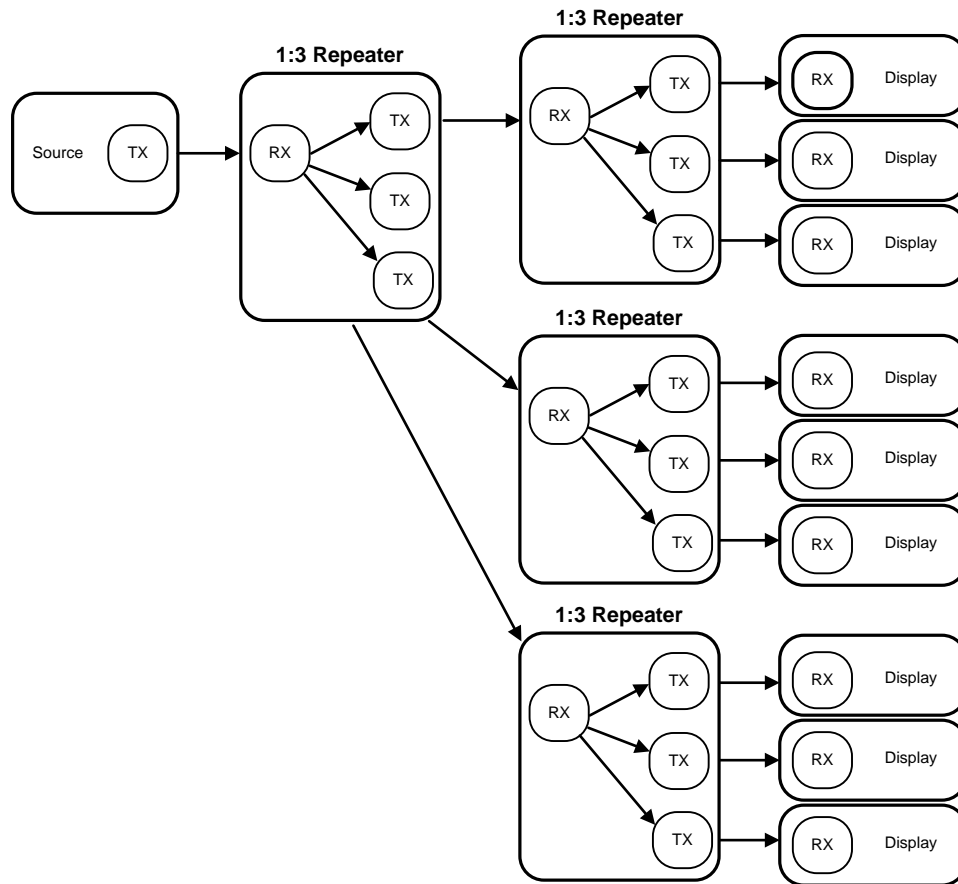 1:3 Repeater
1:3 Repeater
Source
TX
RX
TX
TX
TX
RX
TX
TX
TX
RX
Display
RX
Display
RX
Display
1:3 Repeater
RX
TX
TX
TX
RX
Display
RX
Display
RX
Display
1:3 Repeater
RX
TX
TX
TX
RX
Display
RX
Display
RX
Display